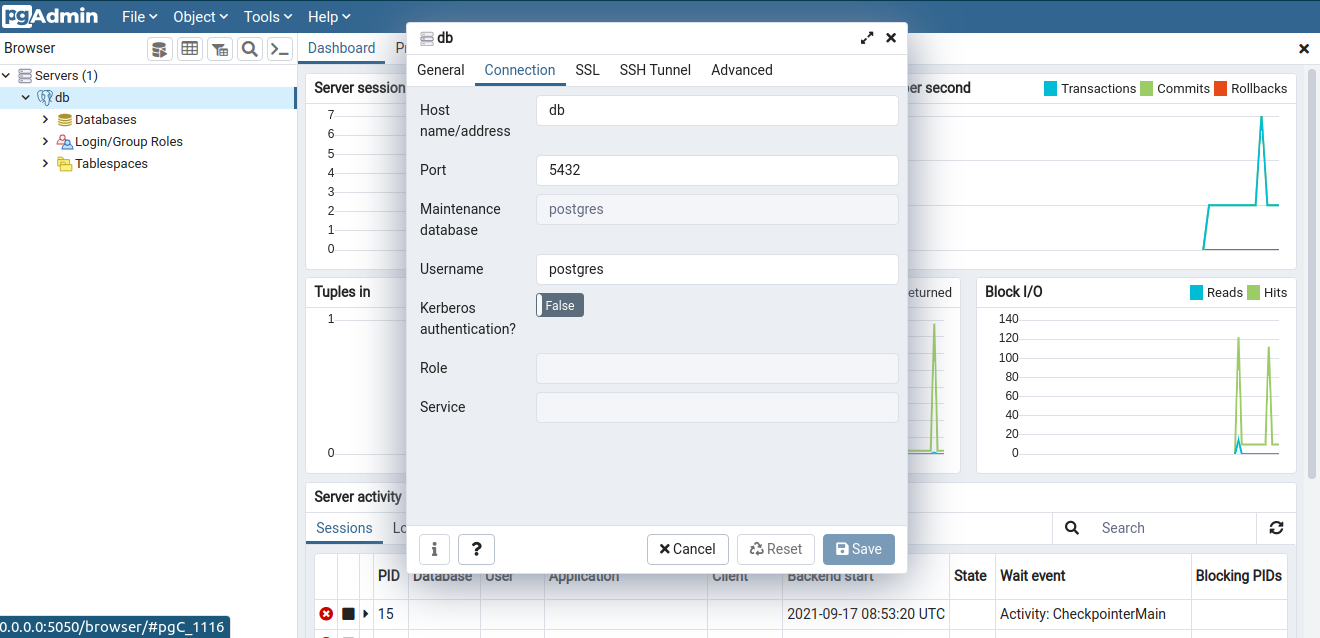 pgAdmin File Object Tools Help
Browser
Dashboard
Servers (1)
db
Databases
Login/Group Roles
Tablespaces
db
General Connection SSL SSH Tunnel Advanced
Host name/address
db
Port
5432
Maintenance database
postgres
Username
postgres
Kerberos authentication?
False
Role
Service
i ? Cancel Reset Save
Server session
7
6
5
4
3
2
1
0
per second
Transactions Commits Rollbacks
Tuples in
1
0
eturned
Block I/O
Reads Hits
140
120
100
80
60
40
20
0
Server activity
Sessions Lo
Search
PID Database User Application Client Backend start State Wait event Blocking PIDs
15 2021-09-17 08:53:20 UTC Activity: CheckpointerMain
0.0.0.0:5050/browser/#pgC_1116